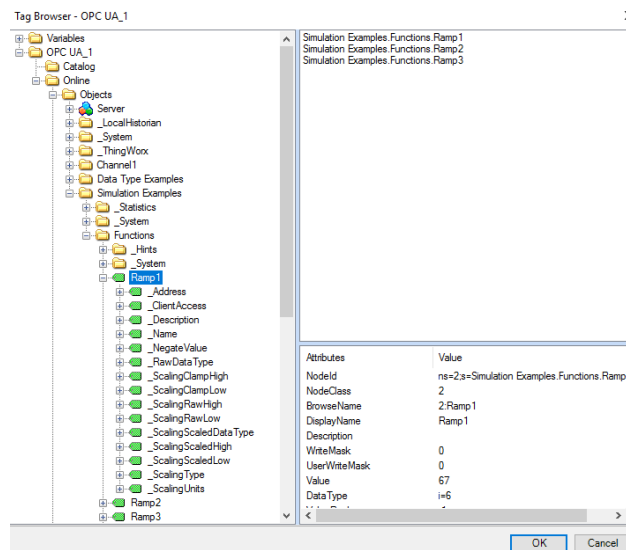 Tag Browser - OPC UA_1
Variables
OPC UA_1
Catalog
Online
Objects
Server
_LocalHistorian
_System
_ThingWorx
Channel1
Data Type Examples
Simulation Examples
_Statistics
_System
Functions
_Hints
_System
Ramp1
_Address
_ClientAccess
_Description
_Name
_NegateValue
_RawDataType
_ScalingClampHigh
_ScalingClampLow
_ScalingRawHigh
_ScalingRawLow
_ScalingScaledDataType
_ScalingScaledHigh
_ScalingScaledLow
_ScalingType
_ScalingUnits
Ramp2
Ramp3
Simulation Examples.Functions.Ramp1
Simulation Examples.Functions.Ramp2
Simulation Examples.Functions.Ramp3
Attributes Value
NodeId ns=2;s=Simulation Examples.Functions.Ramp
NodeClass 2
BrowseName 2:Ramp1
DisplayName Ramp1
Description
WriteMask 0
UserWriteMask 0
Value 67
DataType i=6
OK Cancel